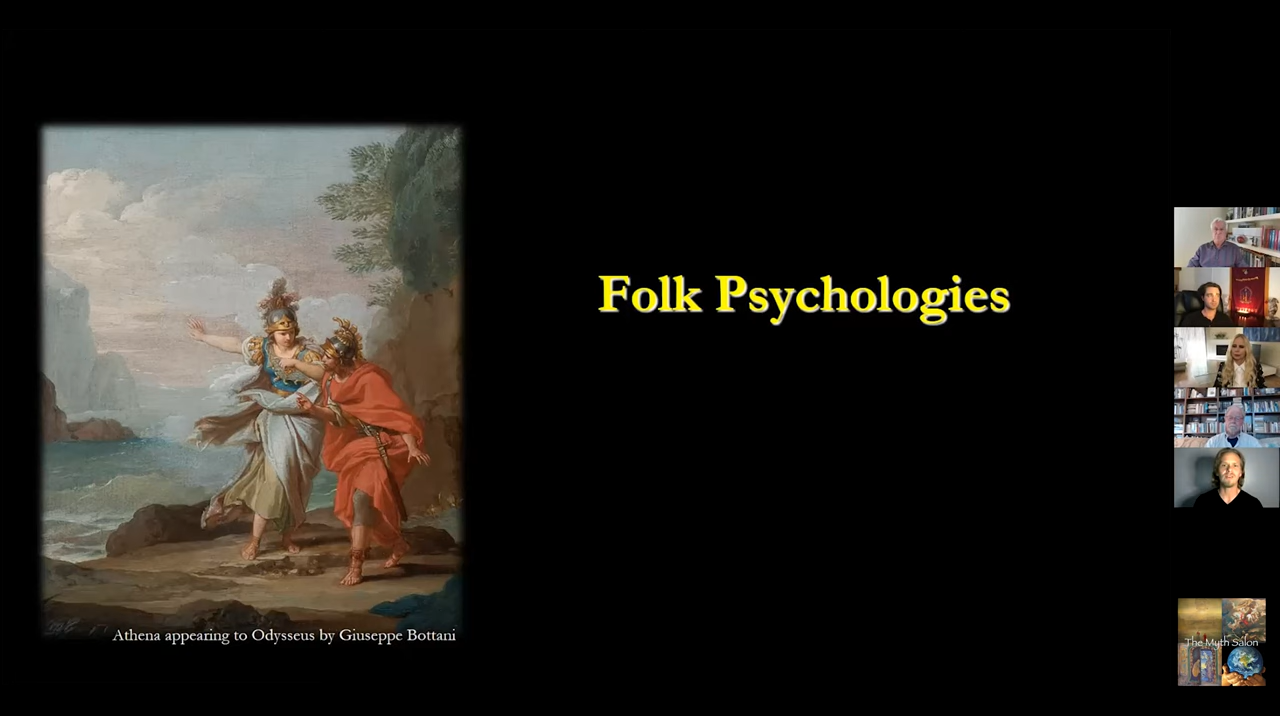 Folk Psychologies
Athena appearing to Odysseus by Giuseppe Bottani
The Myth Salon